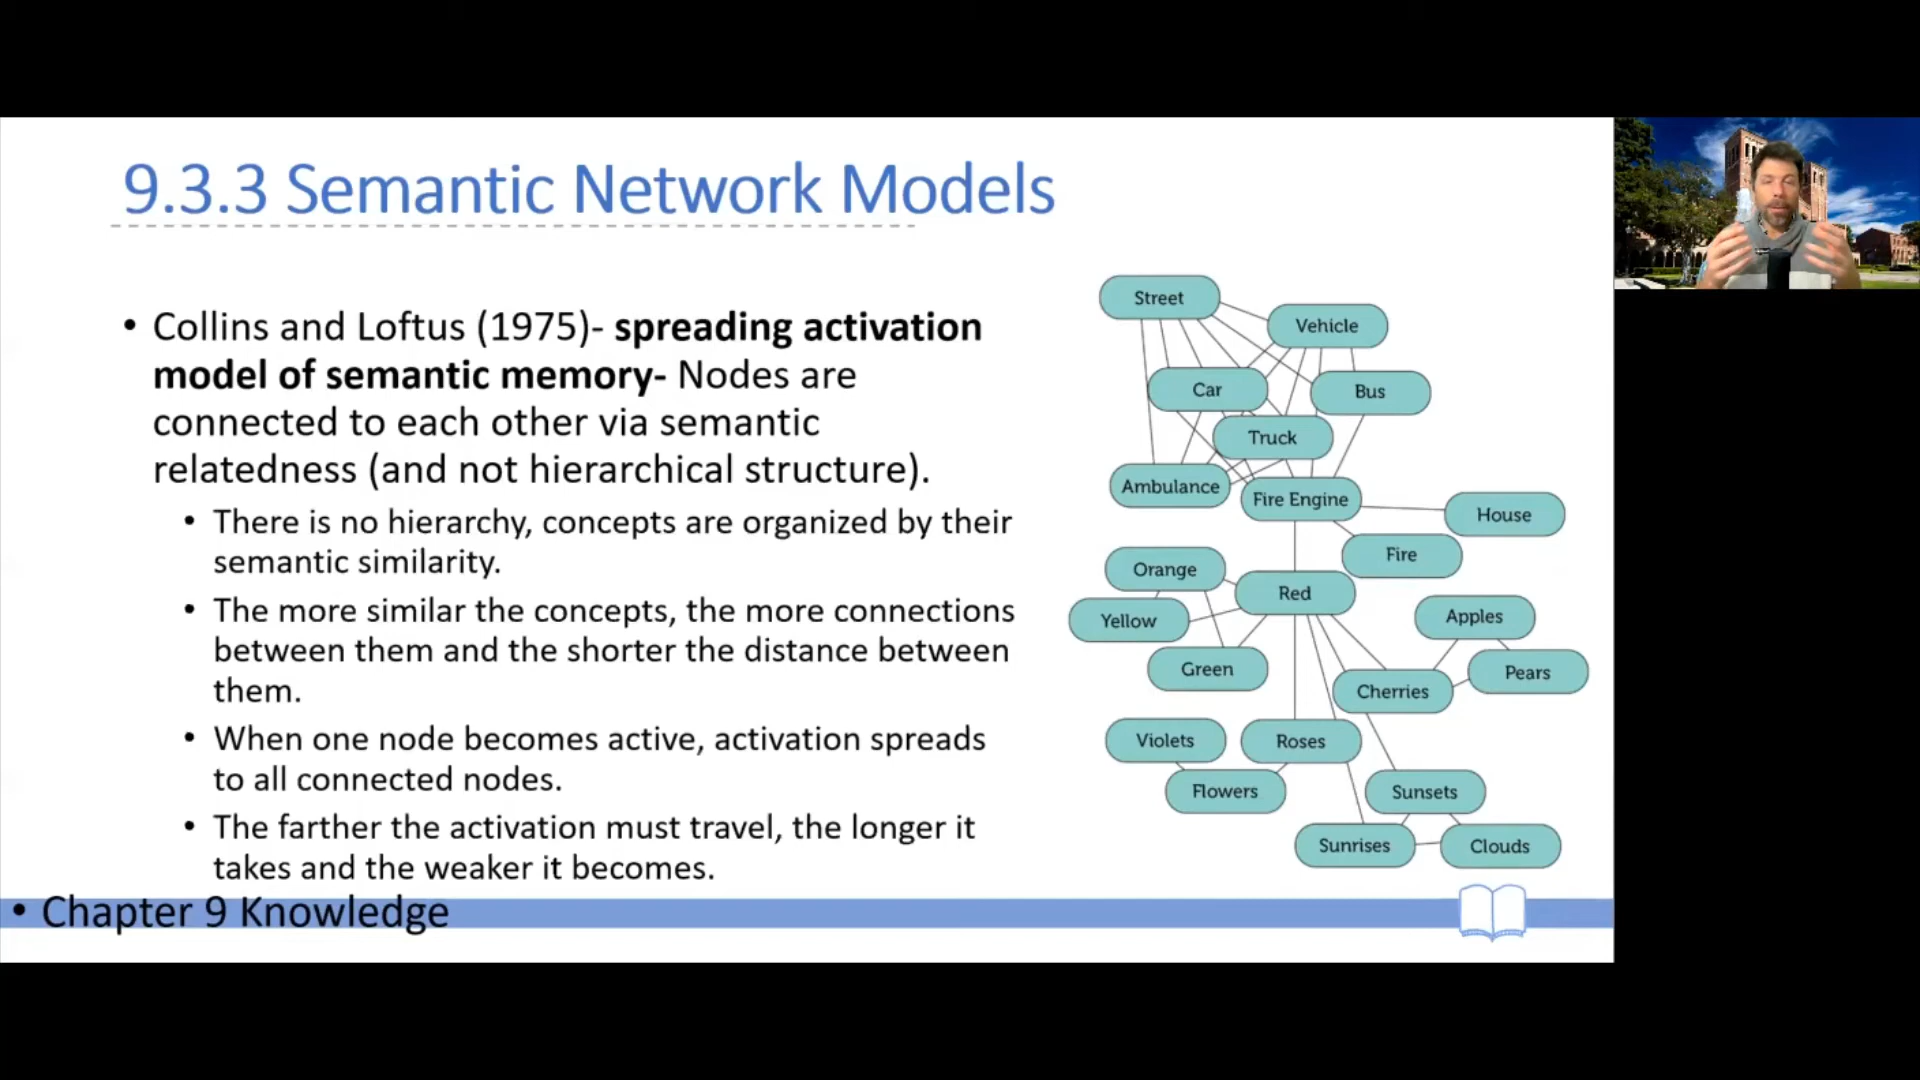 9.3.3 Semantic Network Models
• Collins and Loftus (1975)- spreading activation
model of semantic memory- Nodes are
connected to each other via semantic
relatedness (and not hierarchical structure).
• There is no hierarchy, concepts are organized by their
semantic similarity.
• The more similar the concepts, the more connections
between them and the shorter the distance between
them.
• When one node becomes active, activation spreads
to all connected nodes.
• The farther the activation must travel, the longer it
takes and the weaker it becomes.
Street
Vehicle
Car
Bus
Truck
Ambulance
Fire Engine
House
Fire
Orange
Red
Yellow
Apples
Green
Pears
Cherries
Violets
Roses
Flowers
Sunsets
Sunrises
Clouds
• Chapter 9 Knowledge